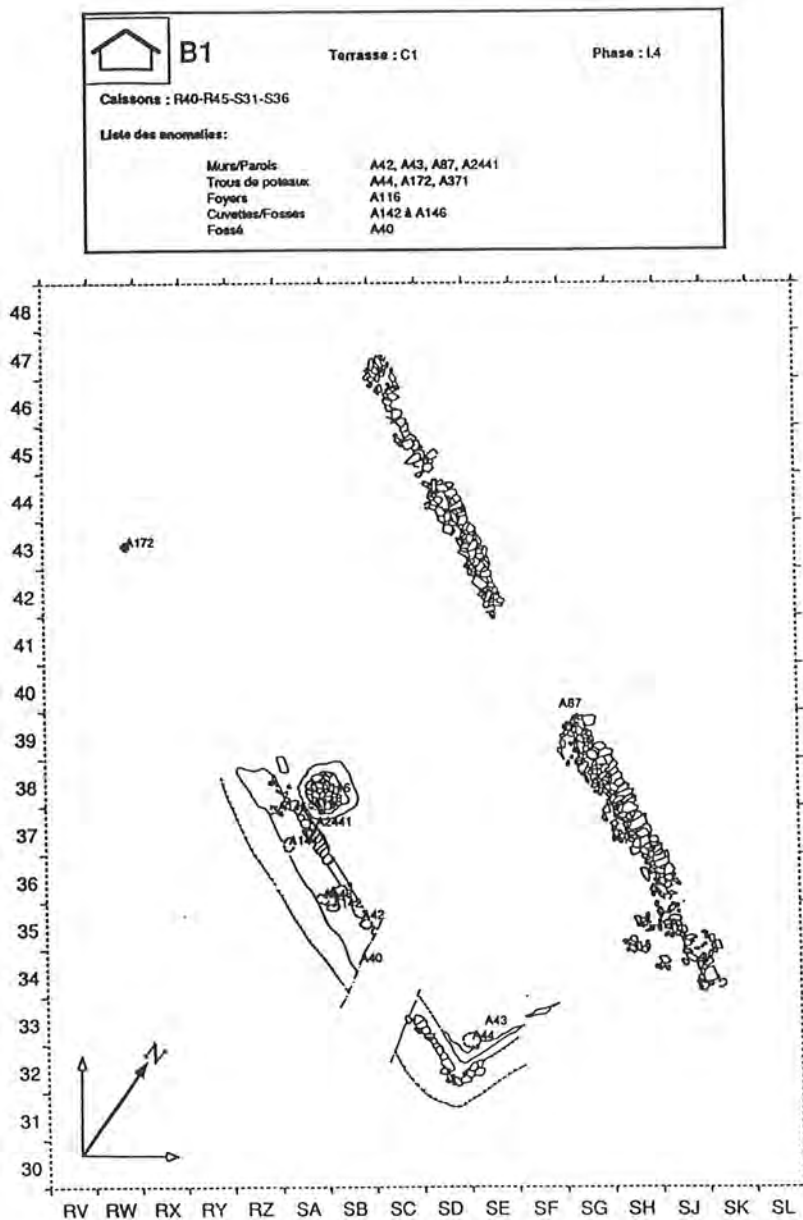 B1 Terrasse : C1 Phase : I.4
Caissons : R40-R45-S31-S36
Liste des anomalies :
Murs/Parois A42, A43, A87, A2441
Trous de poteaux A44, A172, A371
Foyers A116
Cuvettes/Fosses A142 à A146
Fossé A40
48
47
46
45
44
A172
43
42
41
40
A87
39
38
A2441
37
36
A42
35
A40
34
A43
33
A44
N
32
31
30
RV RW RX RY RZ SA SB SC SD SE SF SG SH SJ SK SL